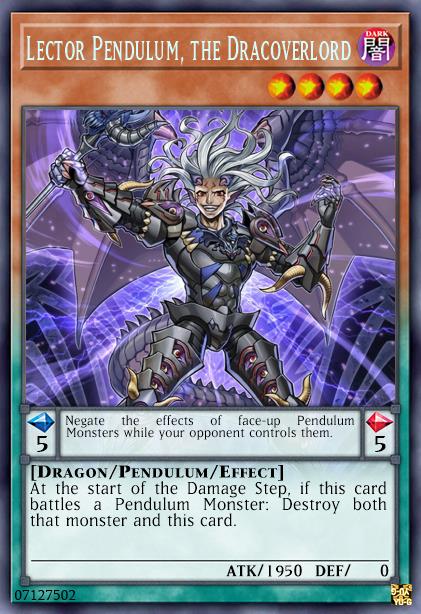 Lector Pendulum, the Dracoverlord
DARK
闇
Negate the effects of face-up Pendulum
Monsters while your opponent controls them.
5
5
[Dragon/Pendulum/Effect]
At the start of the Damage Step, if this card
battles a Pendulum Monster: Destroy both
that monster and this card.
ATK/1950 DEF/ 0
07127502